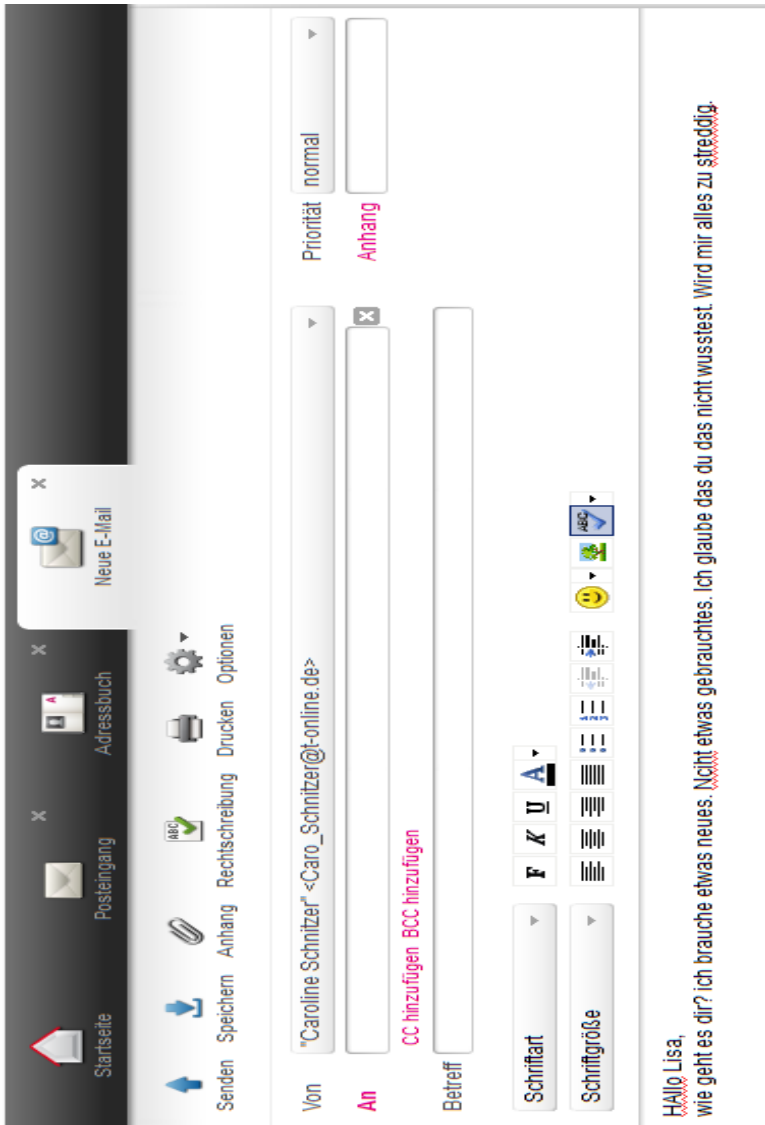 Startseite Posteingang Adressbuch Neue E-Mail
Senden Speichern Anhang Rechtschreibung Drucken Optionen
Von "Caroline Schnitzer" <Caro_Schnitzer@t-online.de> Priorität normal
An Anhang
CC hinzufügen BCC hinzufügen
Betreff
Schriftart F K U A
Schriftgröße ABC
HAllo Lisa,
wie geht es dir? ich brauche etwas neues. Nciht etwas gebrauchtes. Ich glaube das du das nicht wusstest. Wird mir alles zu streddig.